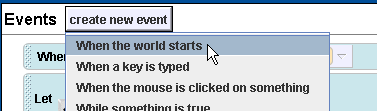 Events create new event
When the world starts
Whe
When a key is typed
When the mouse is clicked on something
Let
While something is true